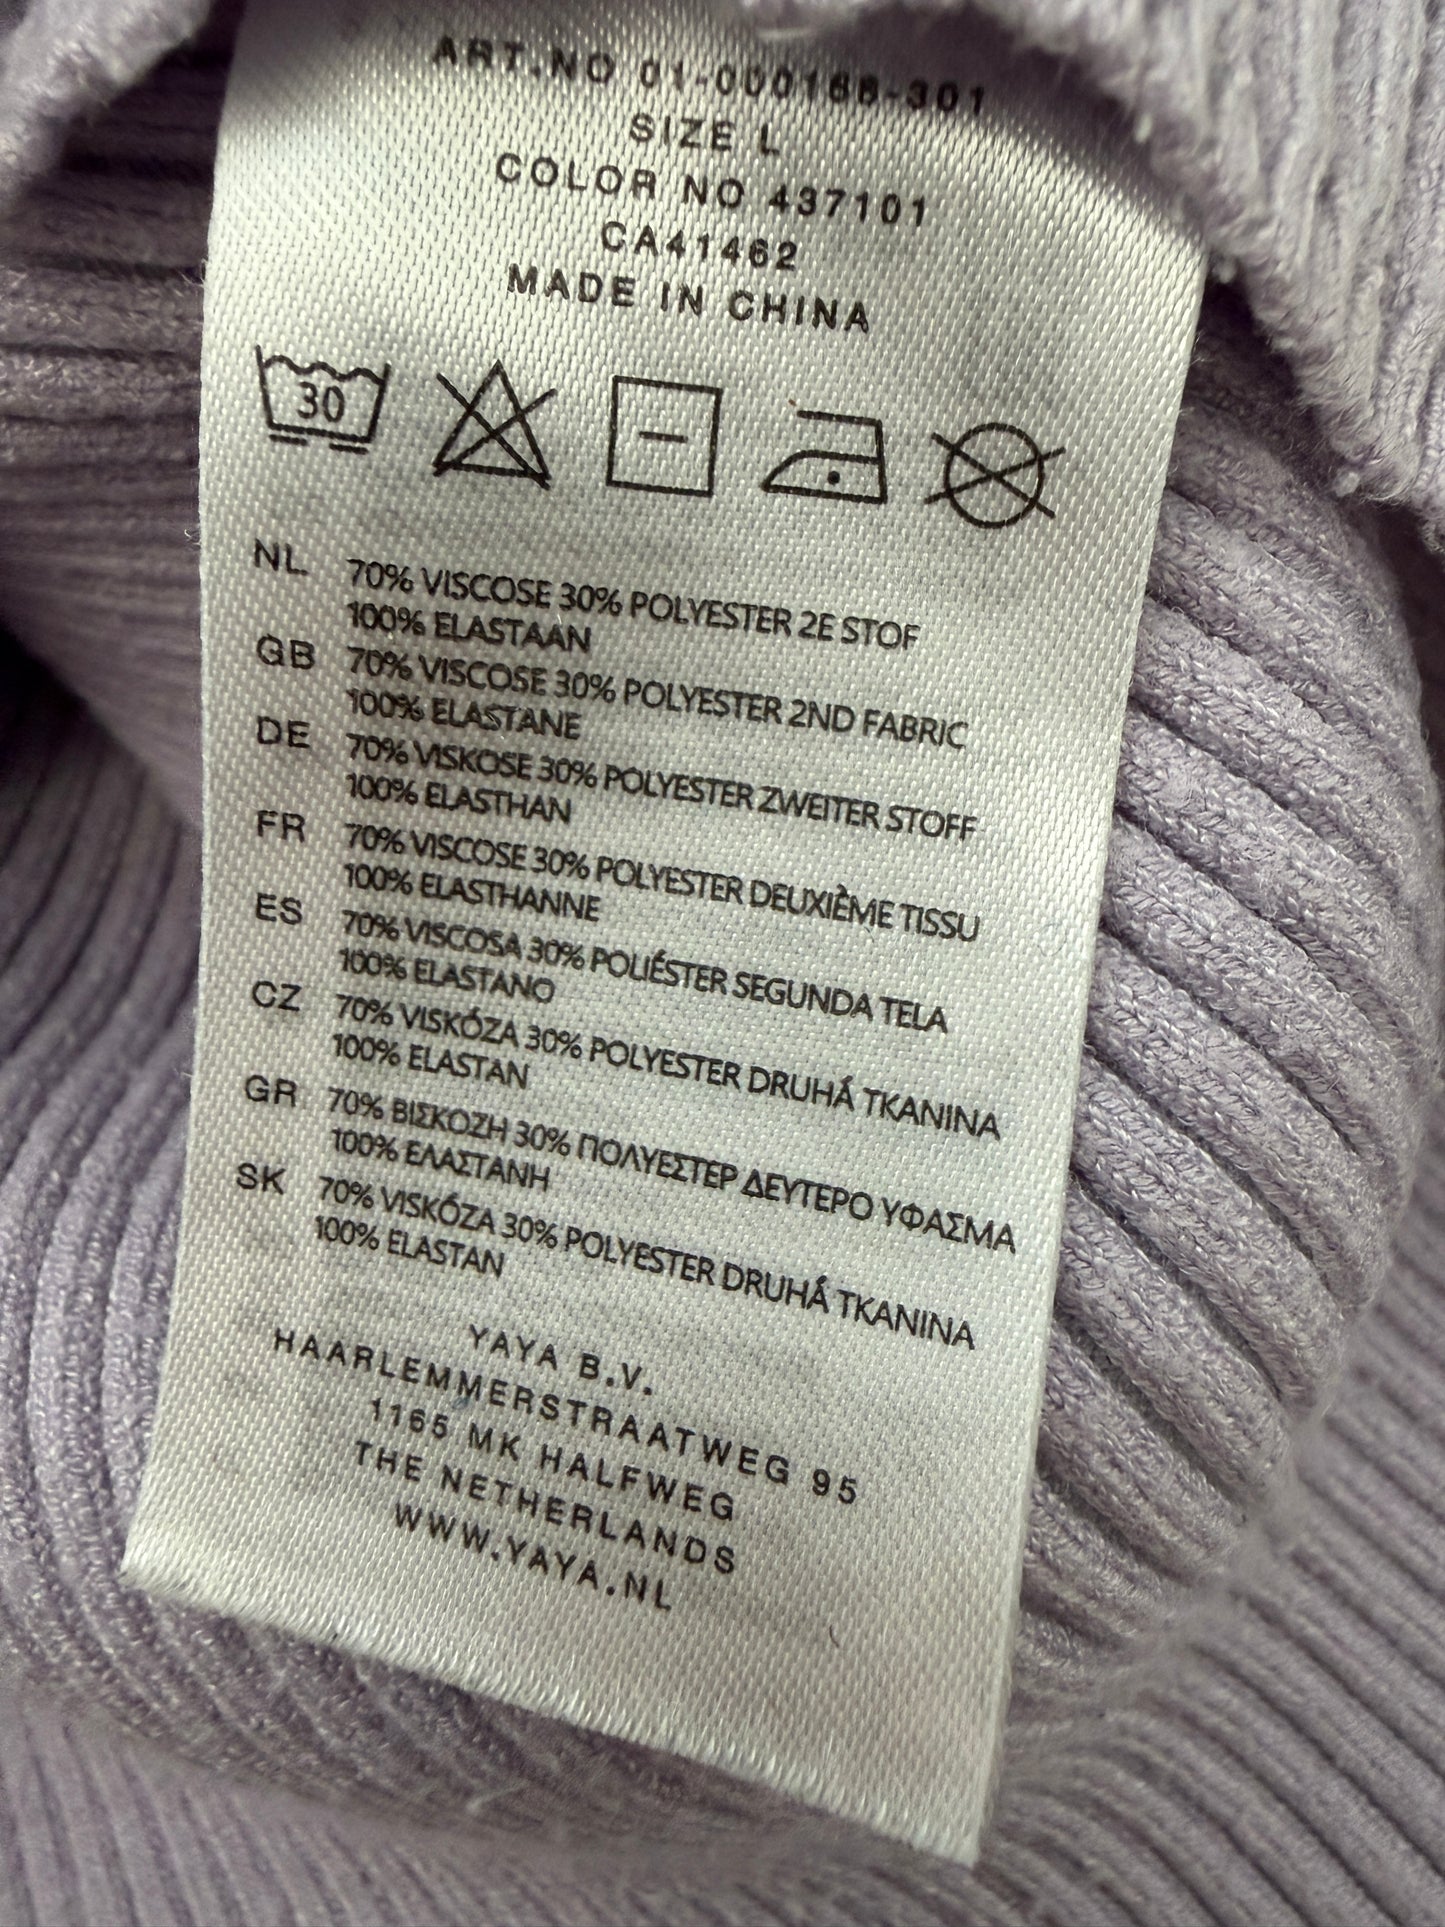 ART.NO 01-000168-301
SIZE L
COLOR NO 437101
CA41462
MADE IN CHINA
30
NL 70% VISCOSE 30% POLYESTER 2E STOF
100% ELASTAAN
GB 70% VISCOSE 30% POLYESTER 2ND FABRIC
100% ELASTANE
DE 70% VISKOSE 30% POLYESTER ZWEITER STOFF
100% ELASTHAN
FR 70% VISCOSE 30% POLYESTER DEUXIÈME TISSU
100% ELASTHANNE
ES 70% VISCOSA 30% POLIÉSTER SEGUNDA TELA
100% ELASTANO
CZ 70% VISKÓZA 30% POLYESTER DRUHÁ TKANINA
100% ELASTAN
GR 70% ΒΙΣΚΟΖΗ 30% ΠΟΛΥΕΣΤΕΡ ΔΕΥΤΕΡΟ ΥΦΑΣΜΑ
100% ΕΛΑΣΤΑΝΗ
SK 70% VISKÓZA 30% POLYESTER DRUHÁ TKANINA
100% ELASTAN
YAYA B.V.
HAARLEMMERSTRAATWEG 95
1165 MK HALFWEG
THE NETHERLANDS
WWW.YAYA.NL